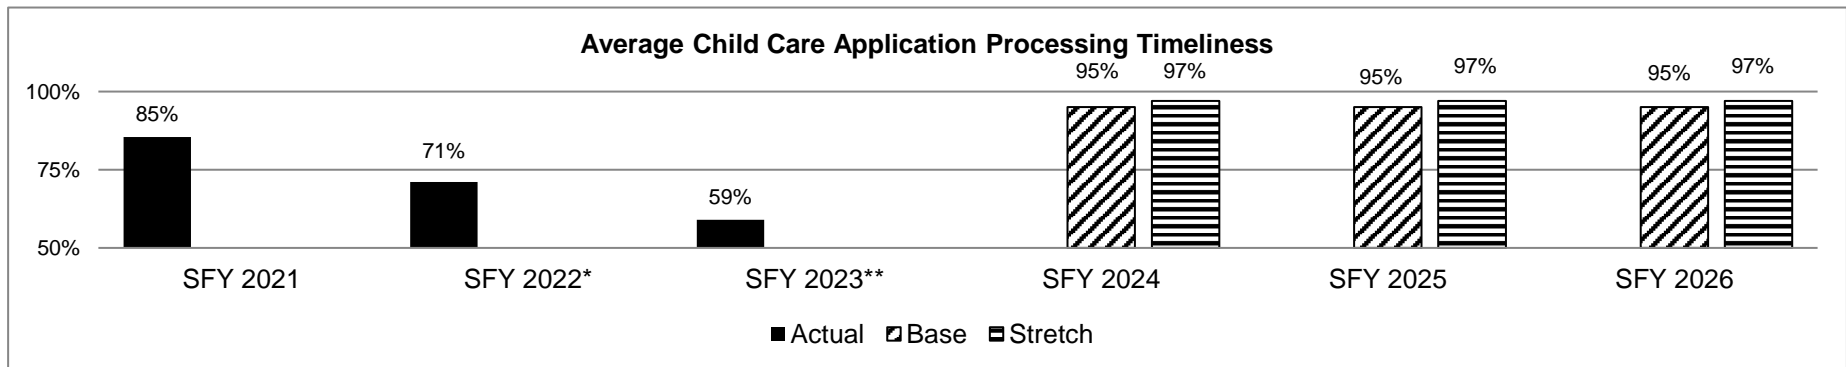 Average Child Care Application Processing Timeliness
95% 97% 95% 97% 95% 97%
100%
85%
71%
75%
59%
50%
SFY 2021 SFY 2022* SFY 2023** SFY 2024 SFY 2025 SFY 2026
Actual Base Stretch